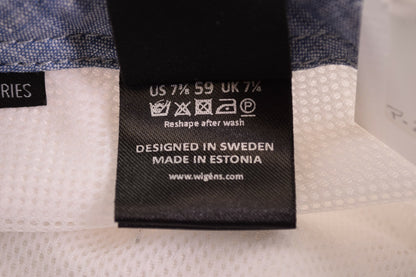 US 7⅜ 59 UK 7¼
Reshape after wash
DESIGNED IN SWEDEN
MADE IN ESTONIA
www.wigens.com
RIES